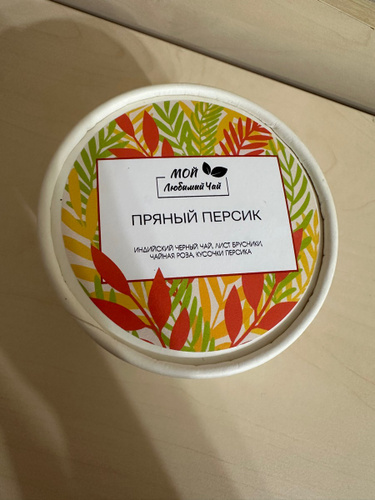 МОЙ
Любимый Чай
ПРЯНЫЙ ПЕРСИК
ИНДИЙСКИЙ ЧЕРНЫЙ ЧАЙ, ЛИСТ БРУСНИКИ,
ЧАЙНАЯ РОЗА, КУСОЧКИ ПЕРСИКА